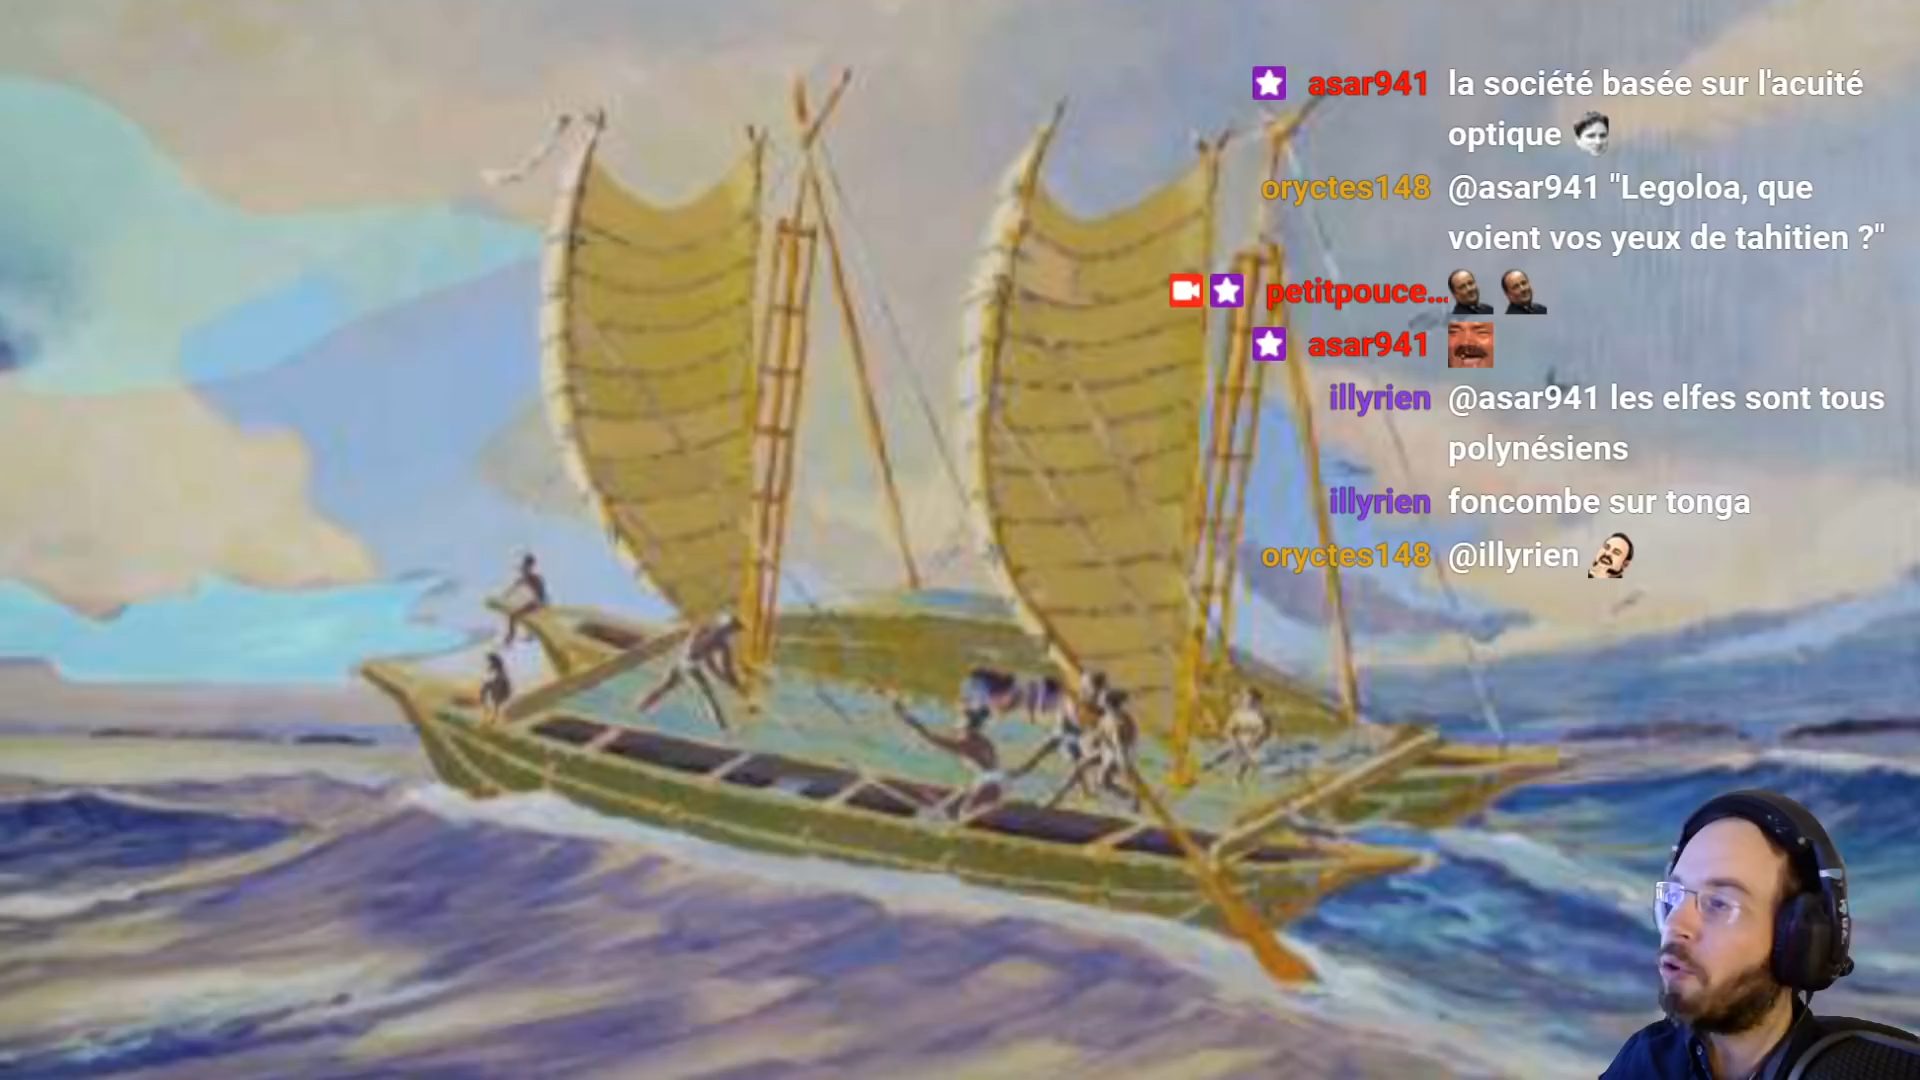 asar941 la société basée sur l'acuité
optique
oryctes148 @asar941 "Legoloa, que
voient vos yeux de tahitien ?"
petitpouce...
asar941
illyrien @asar941 les elfes sont tous
polynésiens
illyrien foncombe sur tonga
oryctes148 @illyrien